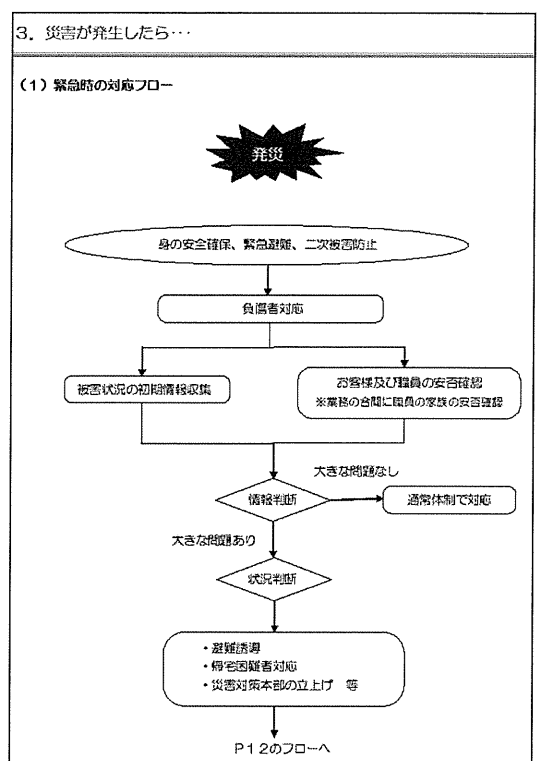 3．災害が発生したら…
（1）緊急時の対応フロー
発災
身の安全確保、緊急避難、二次被害防止
負傷者対応
被害状況の初期情報収集
お客様及び職員の安否確認
※業務の合間に職員の家族の安否確認
大きな問題なし
情報判断
通常体制で対応
大きな問題あり
状況判断
・避難誘導
・帰宅困難者対応
・災害対策本部の立上げ　等
P12のフローへ